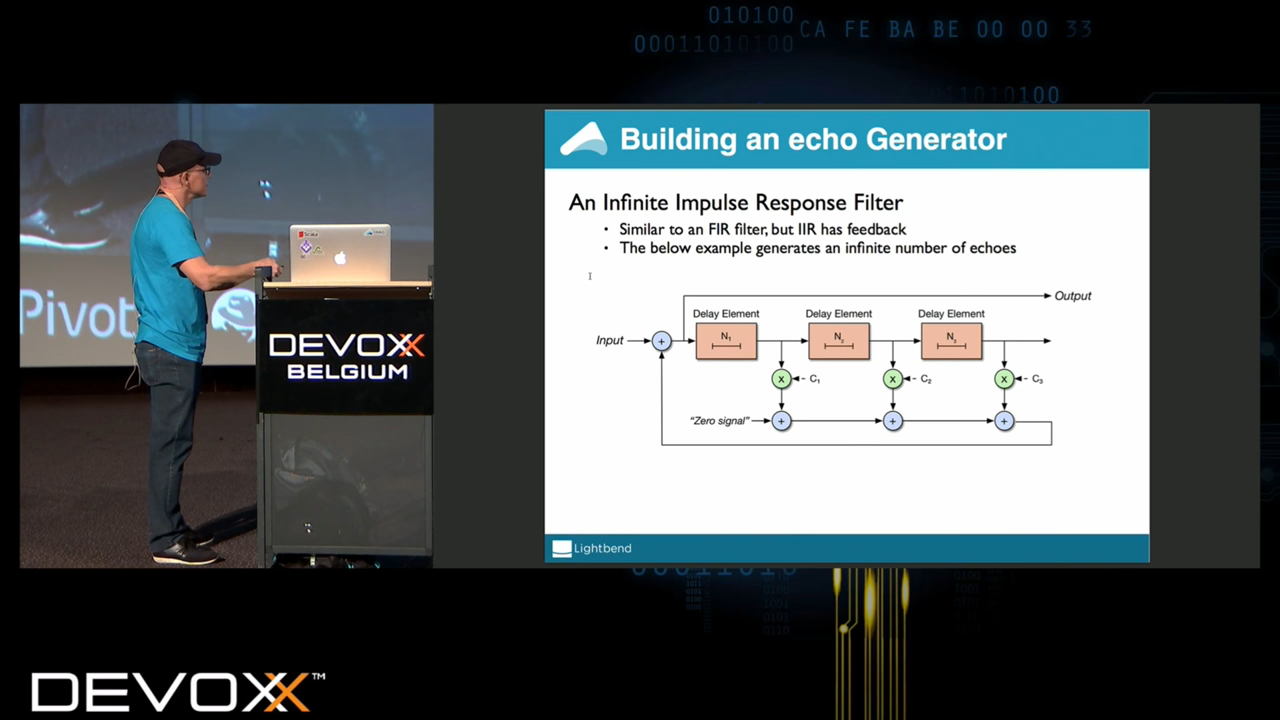 010100
00011010100
CA FE BA BE 00 00 33
1010100
Building an echo Generator
An Infinite Impulse Response Filter
• Similar to an FIR filter, but IIR has feedback
• The below example generates an infinite number of echoes
Output
Delay Element
Delay Element
Delay Element
Input
+
N1
N2
N3
x
C1
x
C2
x
C3
"Zero signal"
+
+
+
Lightbend
Scala
Pivot
DEVOXX
BELGIUM
DEVOXX™